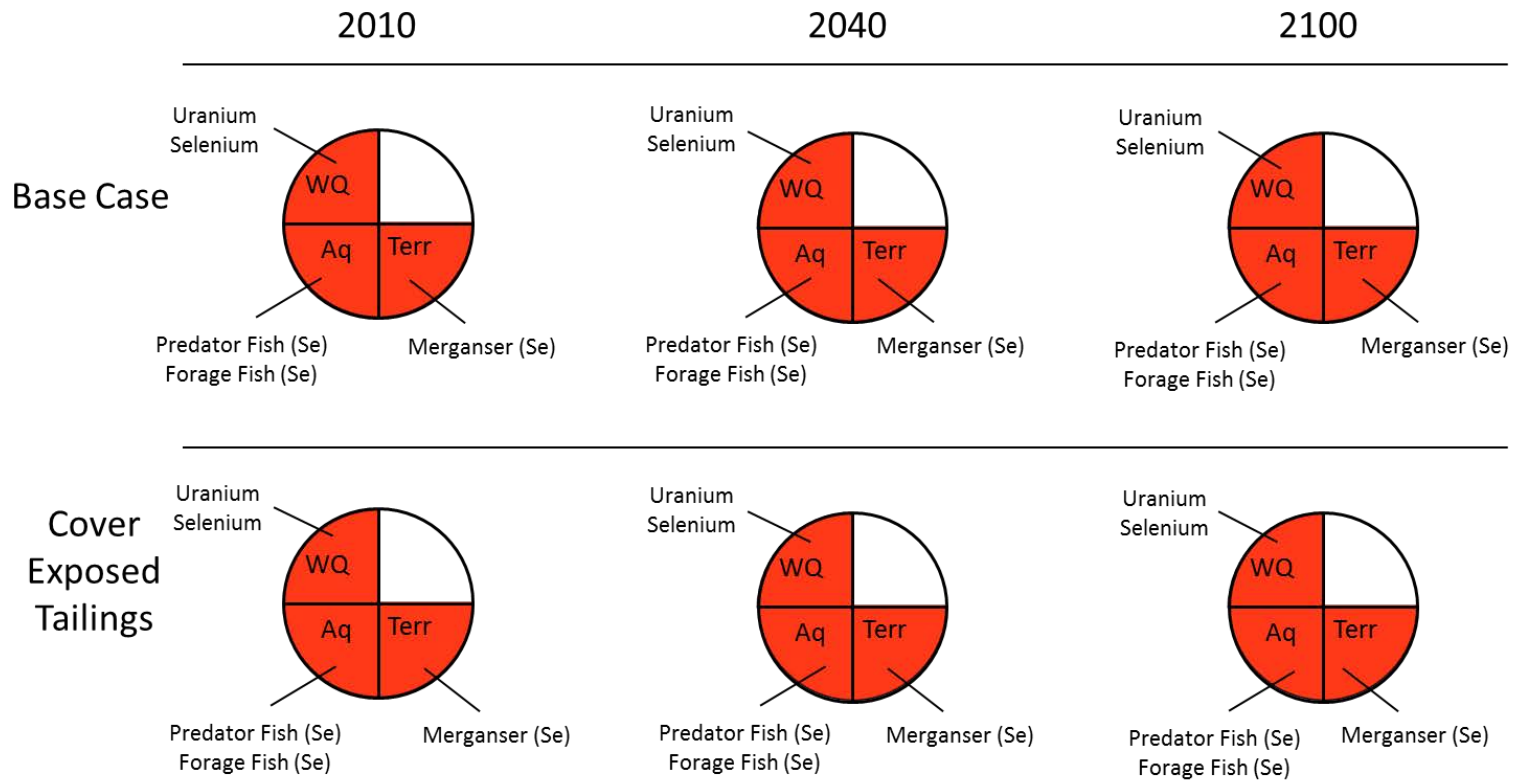 2010
2040
2100
Base Case
Uranium
Selenium
WQ
Aq
Terr
Predator Fish (Se)
Forage Fish (Se)
Merganser (Se)
Uranium
Selenium
WQ
Aq
Terr
Predator Fish (Se)
Forage Fish (Se)
Merganser (Se)
Uranium
Selenium
WQ
Aq
Terr
Predator Fish (Se)
Forage Fish (Se)
Merganser (Se)
Cover
Exposed
Tailings
Uranium
Selenium
WQ
Aq
Terr
Predator Fish (Se)
Forage Fish (Se)
Merganser (Se)
Uranium
Selenium
WQ
Aq
Terr
Predator Fish (Se)
Forage Fish (Se)
Merganser (Se)
Uranium
Selenium
WQ
Aq
Terr
Predator Fish (Se)
Forage Fish (Se)
Merganser (Se)